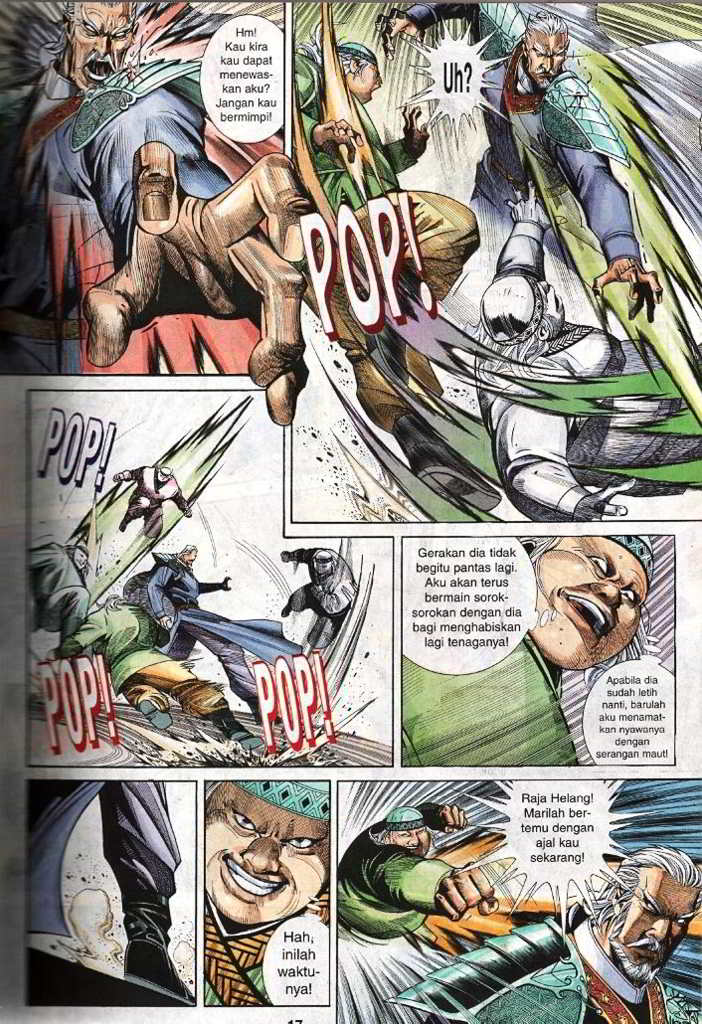 Hm!
Kau kira
kau dapat
menewas-
kan aku?
Jangan kau
bermimpi!
Uh?
POP!
POP!
POP!
POP!
Gerakan dia tidak
begitu pantas lagi.
Aku akan terus
bermain sorok-
sorokan dengan dia
bagi menghabiskan
lagi tenaganya!
Apabila dia
sudah letih
nanti, barulah
aku menamat-
kan nyawanya
dengan
serangan maut!
Hah,
inilah
waktu-
nya!
Raja Helang!
Marilah ber-
temu dengan
ajal kau
sekarang!
17